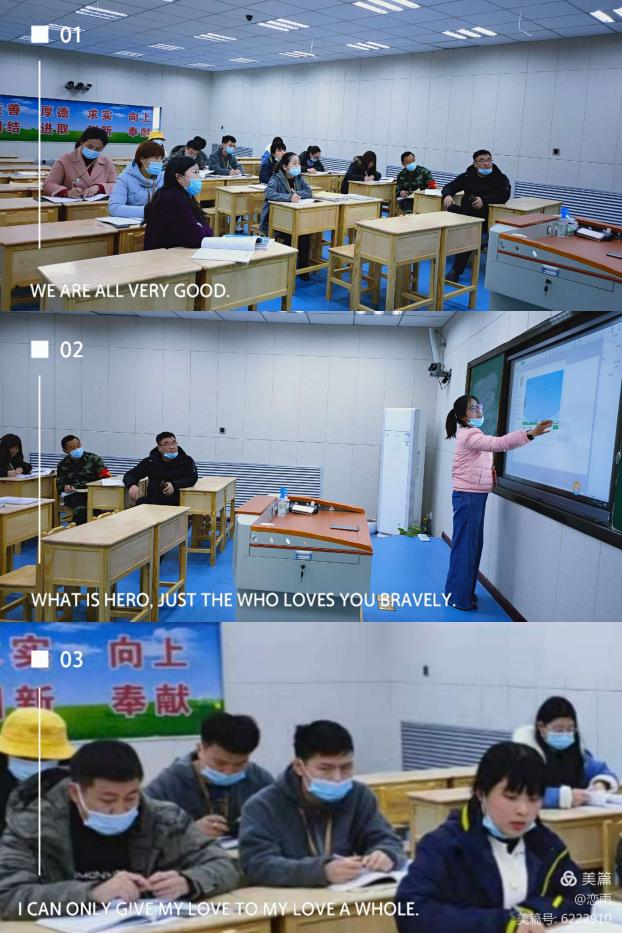 01
善 厚德 求实 向上
团结 进取 新 奉献
WE ARE ALL VERY GOOD.
02
WHAT IS HERO, JUST THE WHO LOVES YOU BRAVELY.
03
实 向上
新 奉献
I CAN ONLY GIVE MY LOVE TO MY LOVE A WHOLE.
美篇
@恋雨
美篇号: 6222910